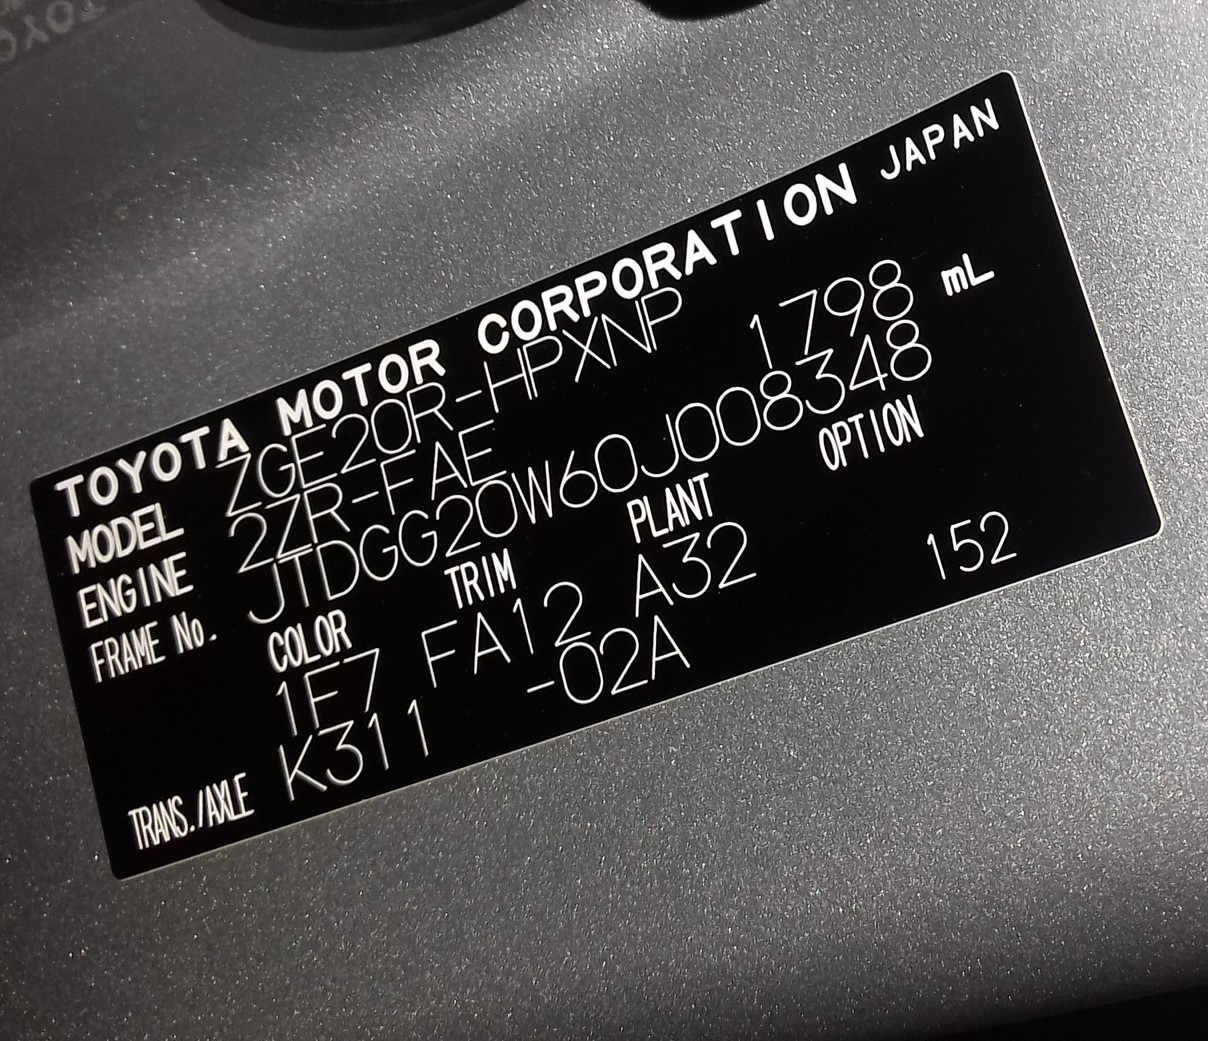 TOYOTA MOTOR CORPORATION JAPAN
MODEL ZGE20R-HPXNP
ENGINE 2ZR-FAE 1798 mL
FRAME No. JTDGG20W60J008348
COLOR TRIM PLANT OPTION
1F7 FA12 A32 152
TRANS./AXLE K311 -02A